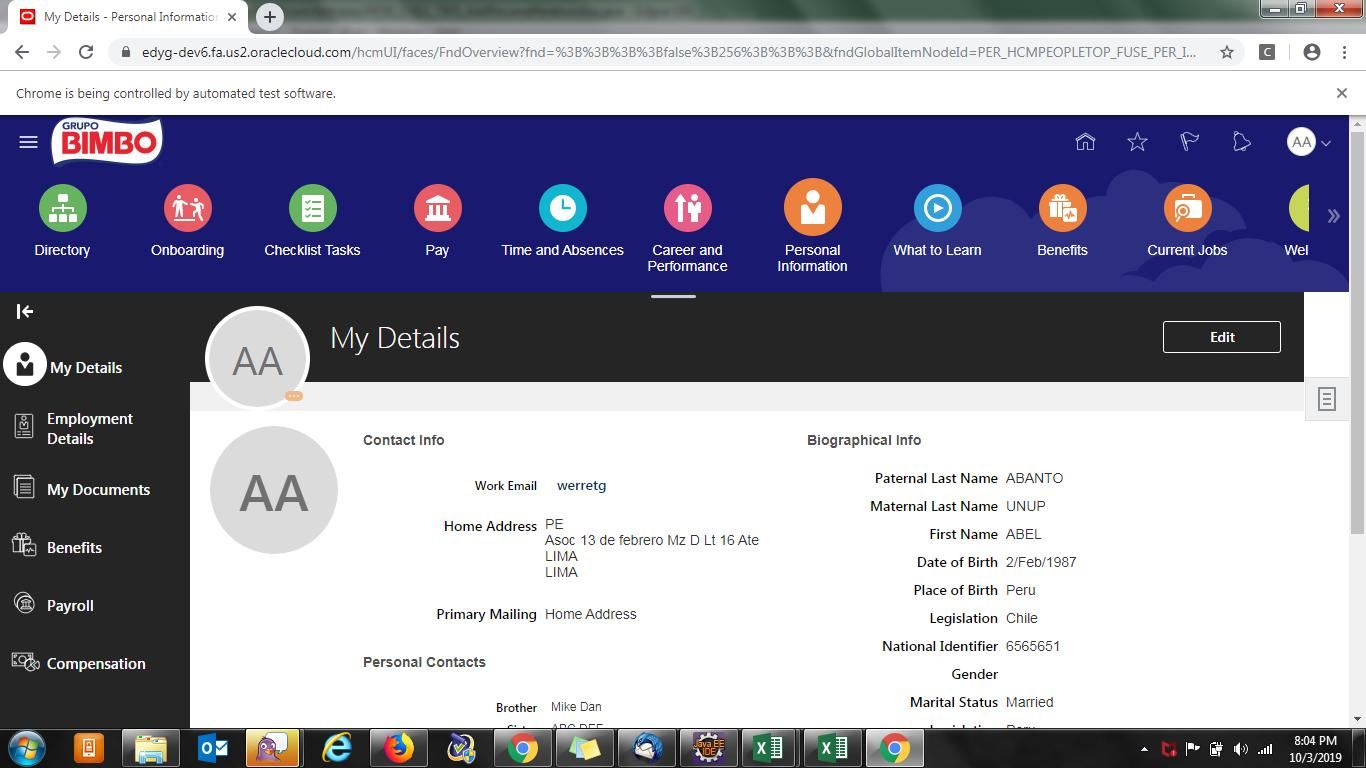 My Details - Personal Information
edyg-dev6.fa.us2.oraclecloud.com/hcmUI/faces/FndOverview?fnd=%3B%3B%3B%3Bfalse%3B256%3B%3B%3B&fndGlobalItemNodeId=PER_HCMPEOPLETOP_FUSE_PER_I...
C
Chrome is being controlled by automated test software.
GRUPO
BIMBO
AA
Directory
Onboarding
Checklist Tasks
Pay
Time and Absences
Career and
Performance
Personal
Information
What to Learn
Benefits
Current Jobs
Wel
My Details
Employment
Details
My Documents
Benefits
Payroll
Compensation
AA
My Details
Edit
AA
Contact Info
Work Email werretg
Home Address PE
Asoc 13 de febrero Mz D Lt 16 Ate
LIMA
LIMA
Primary Mailing Home Address
Personal Contacts
Brother Mike Dan
Biographical Info
Paternal Last Name ABANTO
Maternal Last Name UNUP
First Name ABEL
Date of Birth 2/Feb/1987
Place of Birth Peru
Legislation Chile
National Identifier 6565651
Gender
Marital Status Married
Java EE
IDE
8:04 PM
10/3/2019